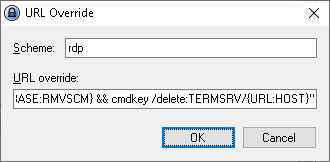 URL Override
Scheme:
rdp
URL override:
ASE:RMVSCM} && cmdkey /delete:TERMSRV/{URL:HOST}"
OK
Cancel